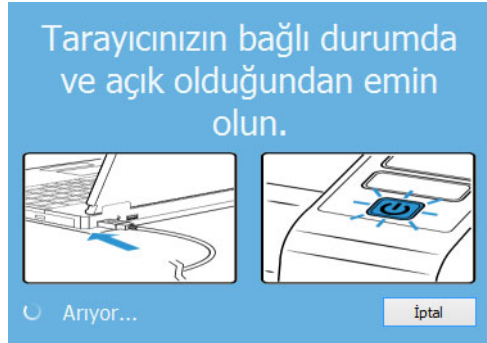 Tarayıcınızın bağlı durumda
ve açık olduğundan emin
olun.
Arıyor...
İptal